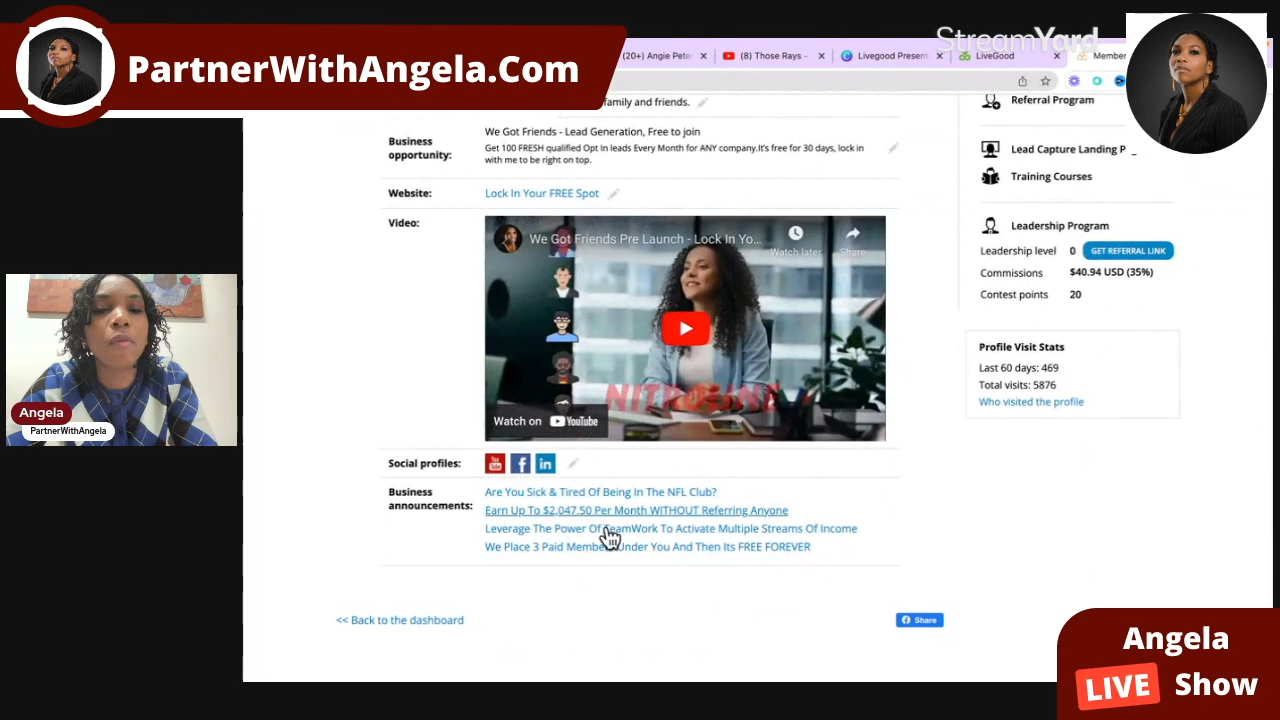 PartnerWithAngela.Com
StreamYard
(20+) Angie Peter
(8) Those Rays -
Livegood Present
LiveGood
Member
family and friends.
Business
opportunity:
We Got Friends - Lead Generation, Free to join
Get 100 FRESH qualified Opt In leads Every Month for ANY company.It's free for 30 days, lock in
with me to be right on top.
Website:
Lock In Your FREE Spot
Video:
We Got Friends Pre Launch - Lock In Yo...
Watch later
Share
Watch on YouTube
Social profiles:
You
Tube
f
in
Business
announcements:
Are You Sick & Tired Of Being In The NFL Club?
Earn Up To $2,047.50 Per Month WITHOUT Referring Anyone
Leverage The Power Of TeamWork To Activate Multiple Streams Of Income
We Place 3 Paid Members Under You And Then Its FREE FOREVER
<< Back to the dashboard
Share
Referral Program
Lead Capture Landing P
Training Courses
Leadership Program
Leadership level 0 GET REFERRAL LINK
Commissions $40.94 USD (35%)
Contest points 20
Profile Visit Stats
Last 60 days: 469
Total visits: 5876
Who visited the profile
Angela
PartnerWithAngela
Angela
LIVE Show